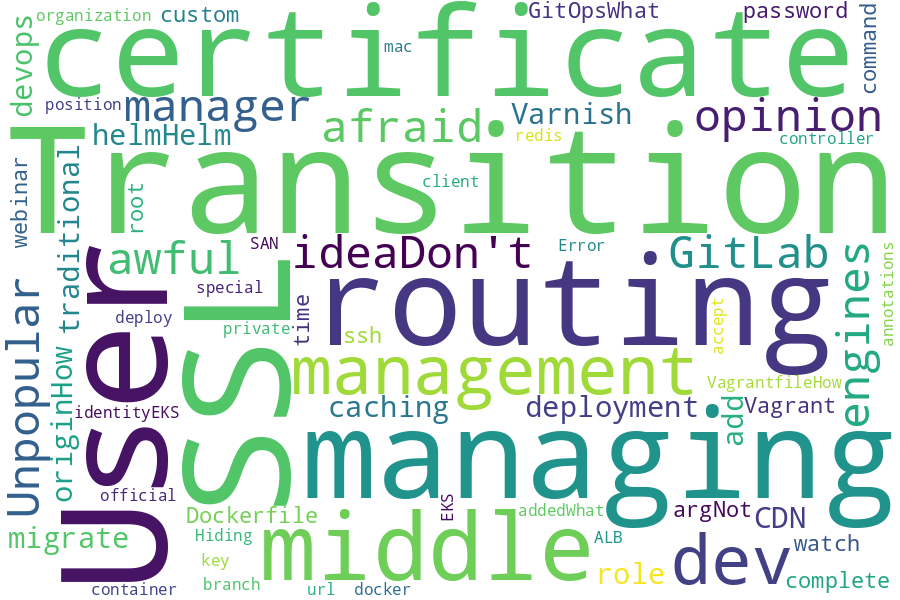 organization
custom
GitOpsWhat
password
command
devops
certificate
mac
position
manager
afraid
Varnish
opinion
helmHelm
redis
controller
Transition
webinar
traditional
root
client
awful
SAN
ideaDon't
Error
GitLab
annotations
special
deploy
private
time
routing
engines
ssh
accept
Unpopular
originHow
User
SSL
management
VagrantfileHow
identityEKS
caching
deployment
add
Vagrant
managing
official
EKS
Dockerfile
addedWhat
argNot
CDN
migrate
Hiding
middle
ALB
dev
watch
key
role
complete
container
branch
url
docker